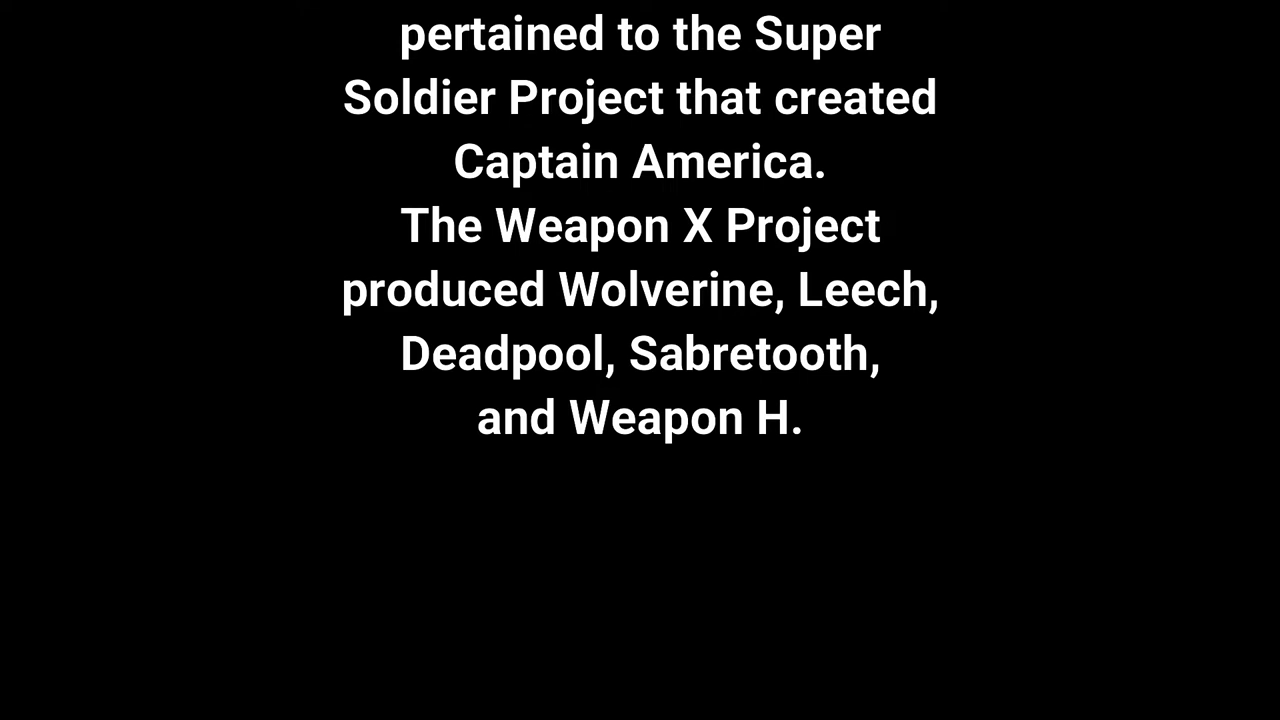 pertained to the Super
Soldier Project that created
Captain America.
The Weapon X Project
produced Wolverine, Leech,
Deadpool, Sabretooth,
and Weapon H.